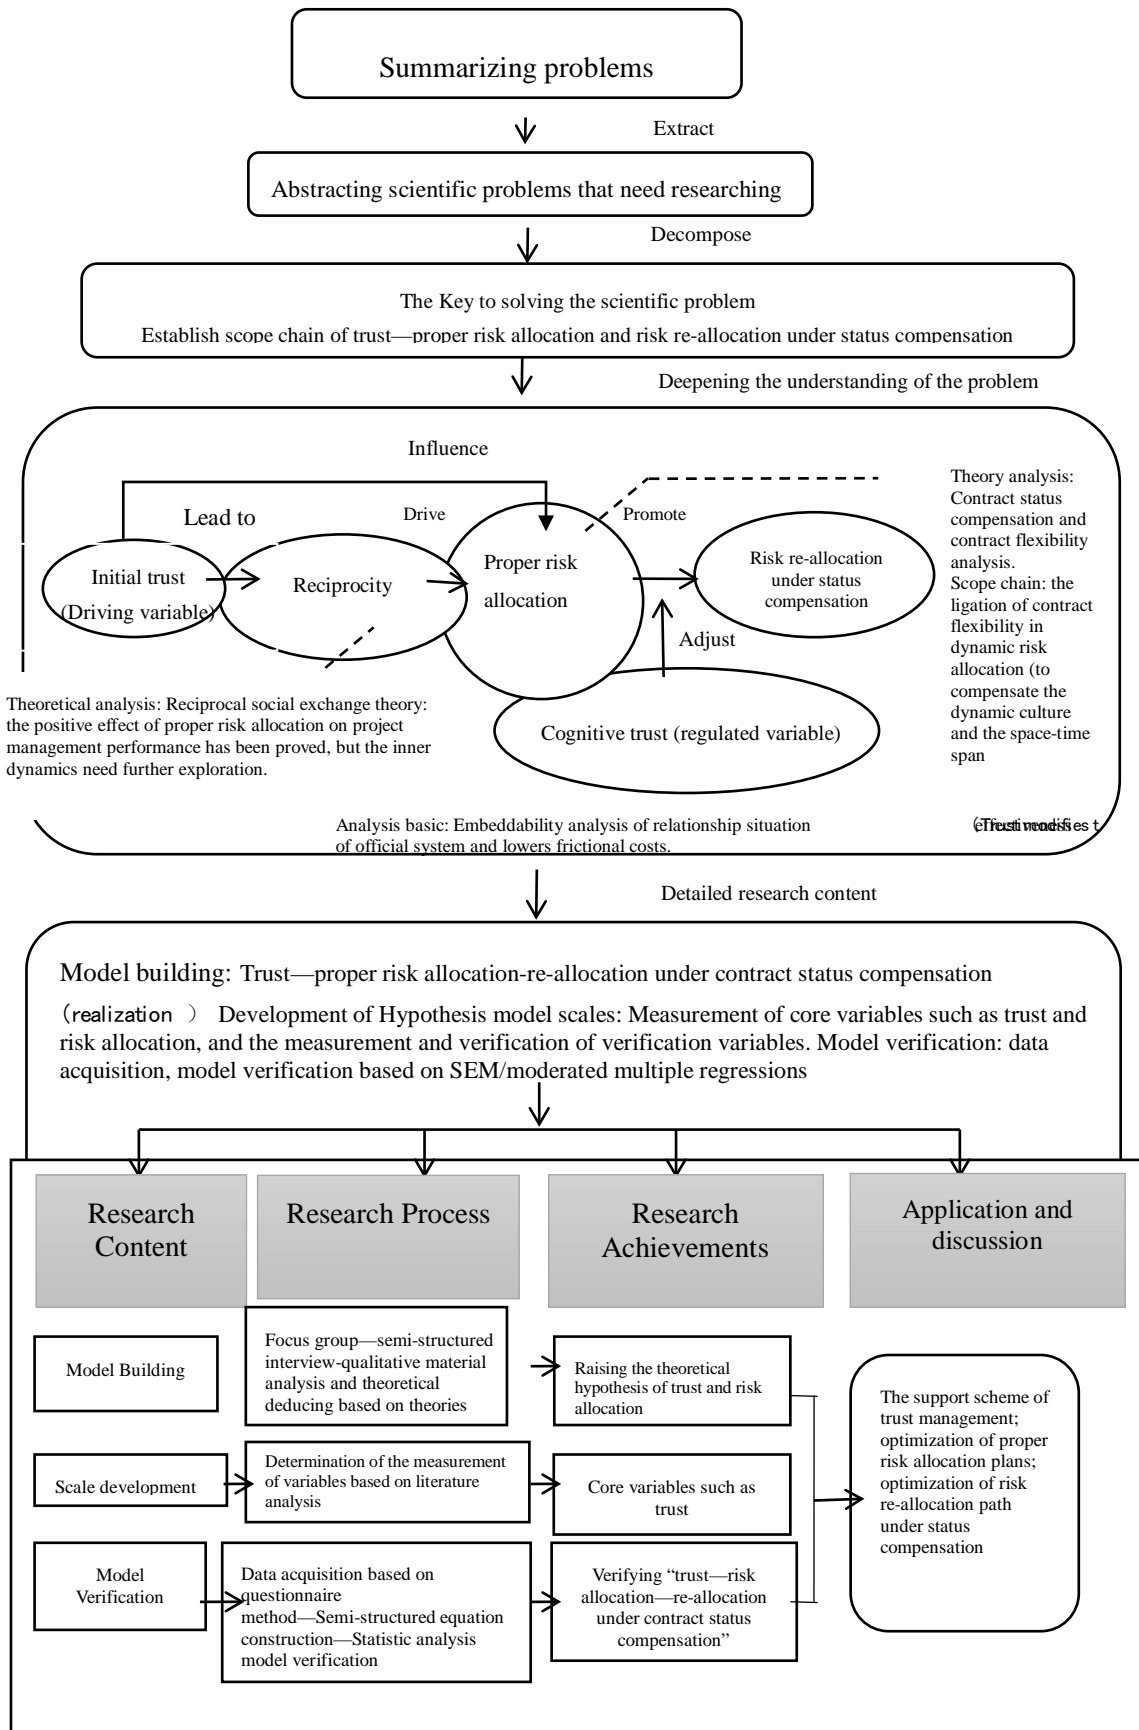 Summarizing problems
Extract
Abstracting scientific problems that need researching
Decompose
The Key to solving the scientific problem
Establish scope chain of trust—proper risk allocation and risk re-allocation under status compensation
Deepening the understanding of the problem
Influence
Lead to
Drive
Promote
Initial trust
(Driving variable)
Reciprocity
Proper risk
allocation
Risk re-allocation
under status
compensation
Adjust
Cognitive trust (regulated variable)
Theory analysis:
Contract status
compensation and
contract flexibility
analysis.
Scope chain: the
ligation of contract
flexibility in
dynamic risk
allocation (to
compensate the
dynamic culture
and the space-time
span
Theoretical analysis: Reciprocal social exchange theory:
the positive effect of proper risk allocation on project
management performance has been proved, but the inner
dynamics need further exploration.
Analysis basic: Embeddability analysis of relationship situation
of official system and lowers frictional costs.
Detailed research content
Model building: Trust—proper risk allocation-re-allocation under contract status compensation
（realization ） Development of Hypothesis model scales: Measurement of core variables such as trust and
risk allocation, and the measurement and verification of verification variables. Model verification: data
acquisition, model verification based on SEM/moderated multiple regressions
Research
Content
Research Process
Research
Achievements
Application and
discussion
Model Building
Focus group—semi-structured
interview-qualitative material
analysis and theoretical
deducing based on theories
Raising the theoretical
hypothesis of trust and risk
allocation
Scale development
Determination of the measurement
of variables based on literature
analysis
Core variables such as
trust
Model
Verification
Data acquisition based on
questionnaire
method—Semi-structured equation
construction—Statistic analysis
model verification
Verifying “trust—risk
allocation—re-allocation
under contract status
compensation”
The support scheme of
trust management;
optimization of proper
risk allocation plans;
optimization of risk
re-allocation path
under status
compensation